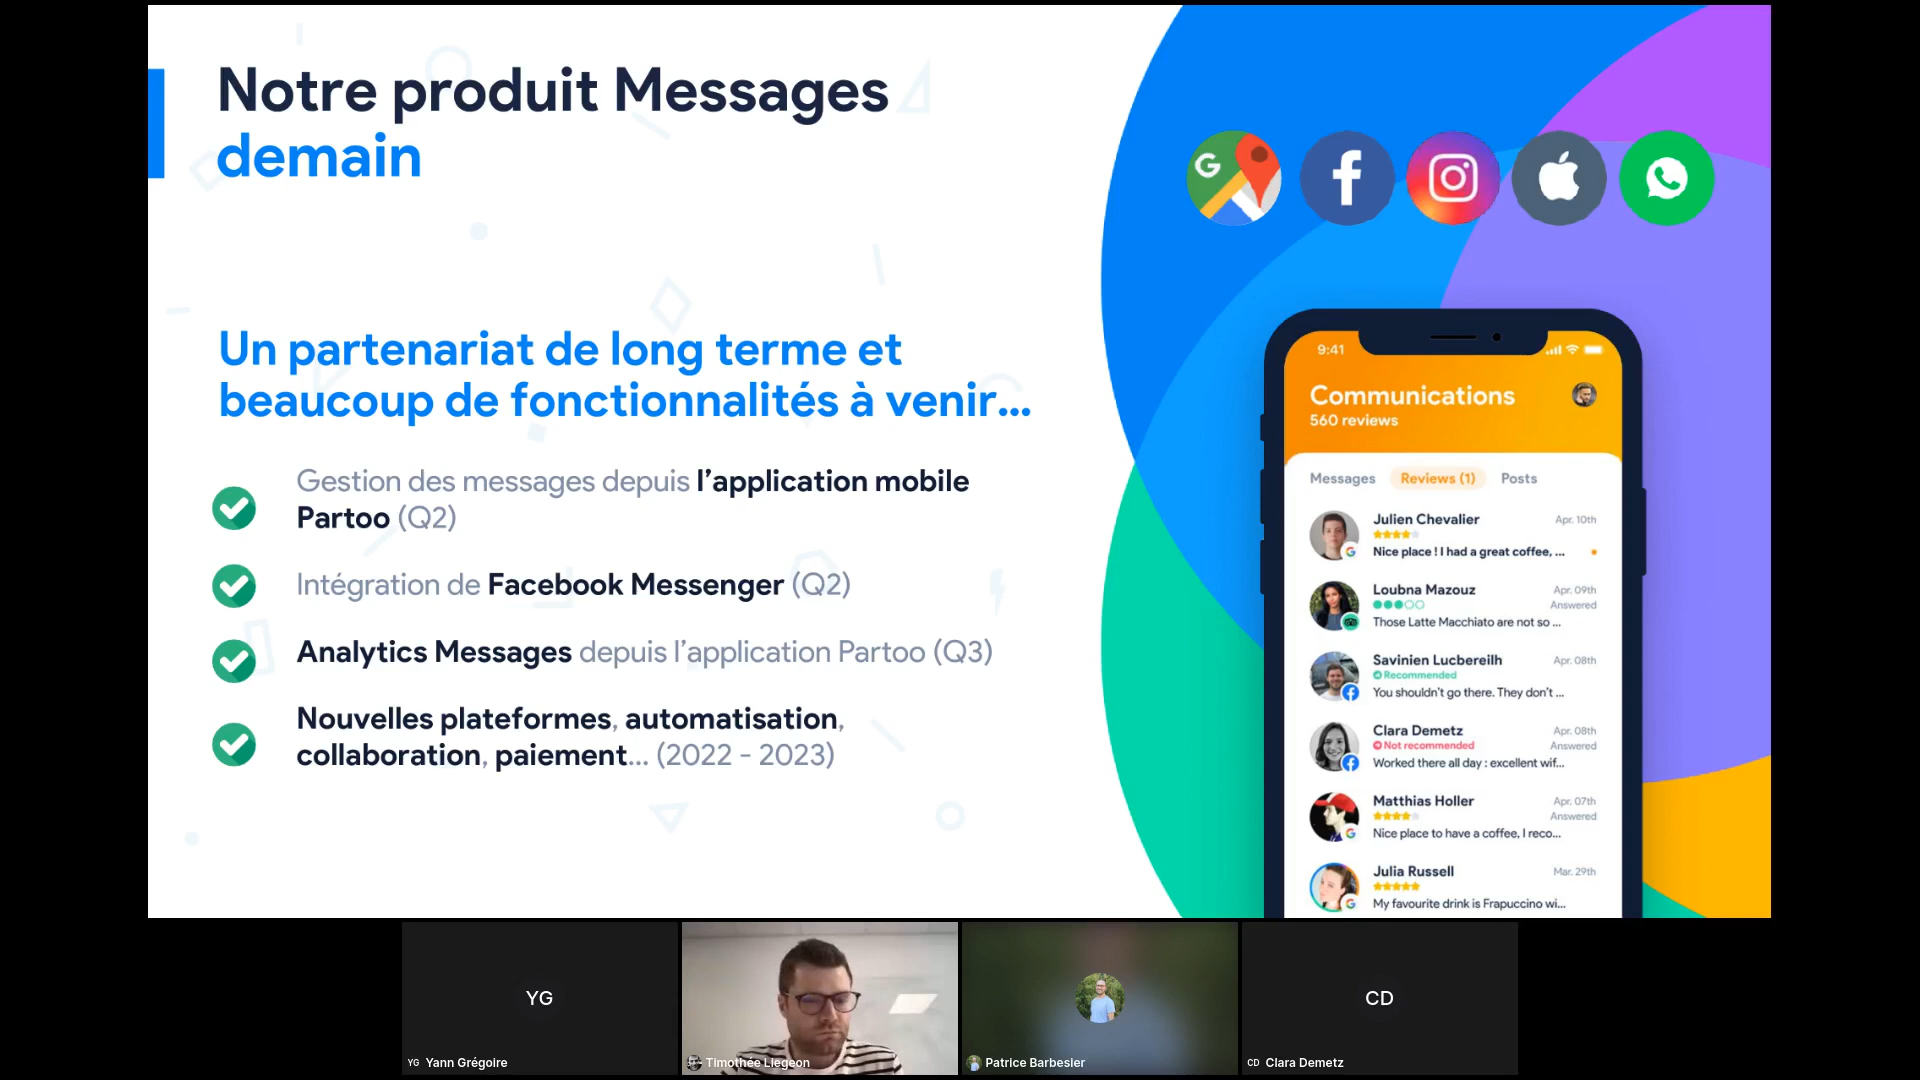 Notre produit Messages
demain
Un partenariat de long terme et
beaucoup de fonctionnalités à venir...
Gestion des messages depuis l’application mobile
Partoo (Q2)
Intégration de Facebook Messenger (Q2)
Analytics Messages depuis l’application Partoo (Q3)
Nouvelles plateformes, automatisation,
collaboration, paiement... (2022 - 2023)
G
9:41
Communications
560 reviews
Messages Reviews (1) Posts
Julien Chevalier Apr. 10th
Nice place ! I had a great coffee, ...
Loubna Mazouz Apr. 09th
Answered
Those Latte Macchiato are not so ...
Savinien Lucbereilh Apr. 08th
Recommended
You shouldn’t go there. They don’t ...
Clara Demetz Apr. 08th
Not recommended Answered
Worked there all day : excellent wif...
Matthias Holler Apr. 07th
Answered
Nice place to have a coffee, I reco...
Julia Russell Mar. 29th
My favourite drink is Frapuccino wi...
YG
CD
YG Yann Grégoire
Timothée Liegeon
Patrice Barbesier
CD Clara Demetz